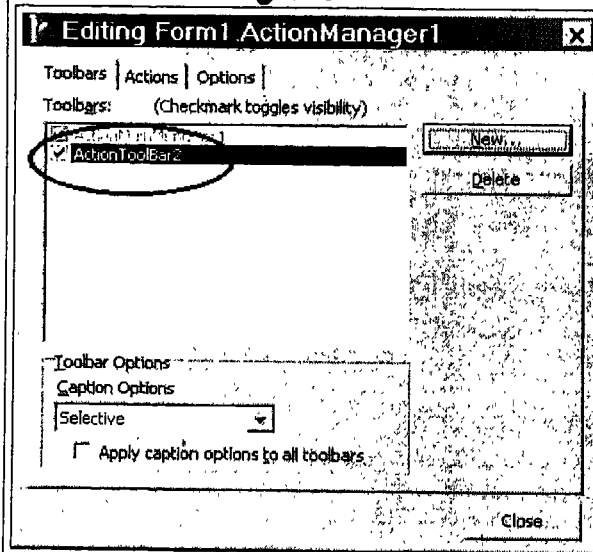 Editing Form1.ActionManager1
Toolbars Actions Options
Toolbars: (Checkmark toggles visibility)
ActionToolBar2
New...
Delete
Toolbar Options
Caption Options
Selective
Apply caption options to all toolbars
Close